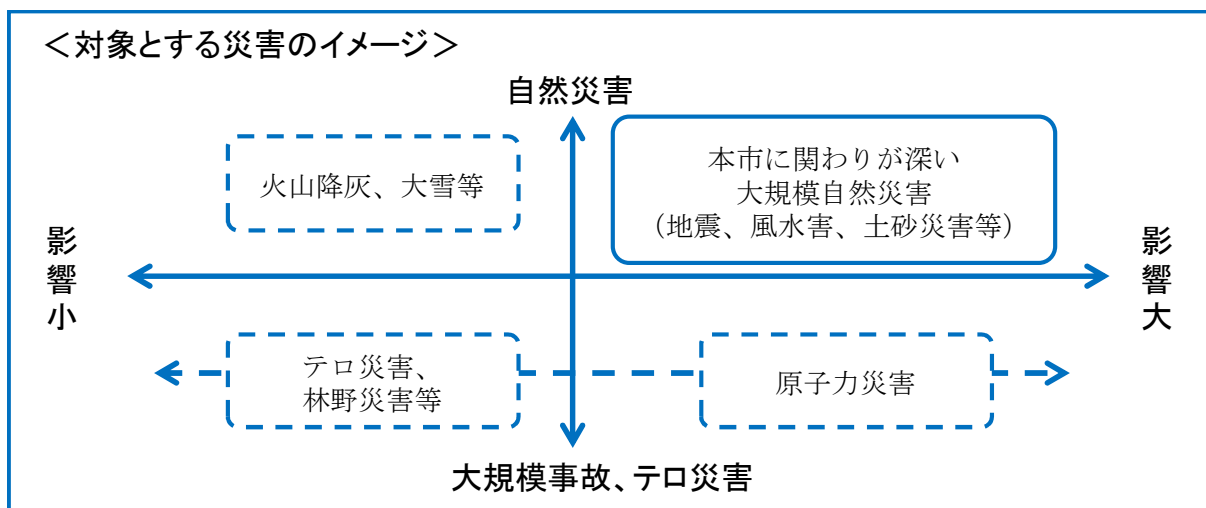 ＜対象とする災害のイメージ＞
自然災害
火山降灰、大雪等
本市に関わりが深い
大規模自然災害
（地震、風水害、土砂災害等）
影響小
影響大
テロ災害、
林野災害等
原子力災害
大規模事故、テロ災害